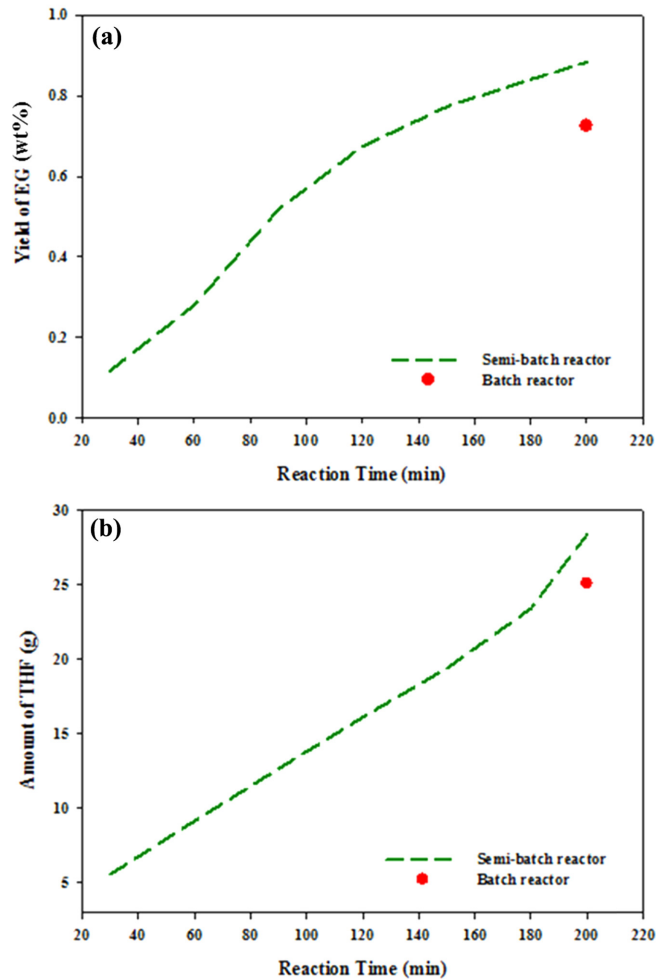 (a)
Yield of EG (wt%)
1.0
0.8
0.6
0.4
0.2
0.0
Semi-batch reactor
Batch reactor
20 40 60 80 100 120 140 160 180 200 220
Reaction Time (min)
(b)
Amount of THF (g)
30
25
20
15
10
5
Semi-batch reactor
Batch reactor
20 40 60 80 100 120 140 160 180 200 220
Reaction Time (min)